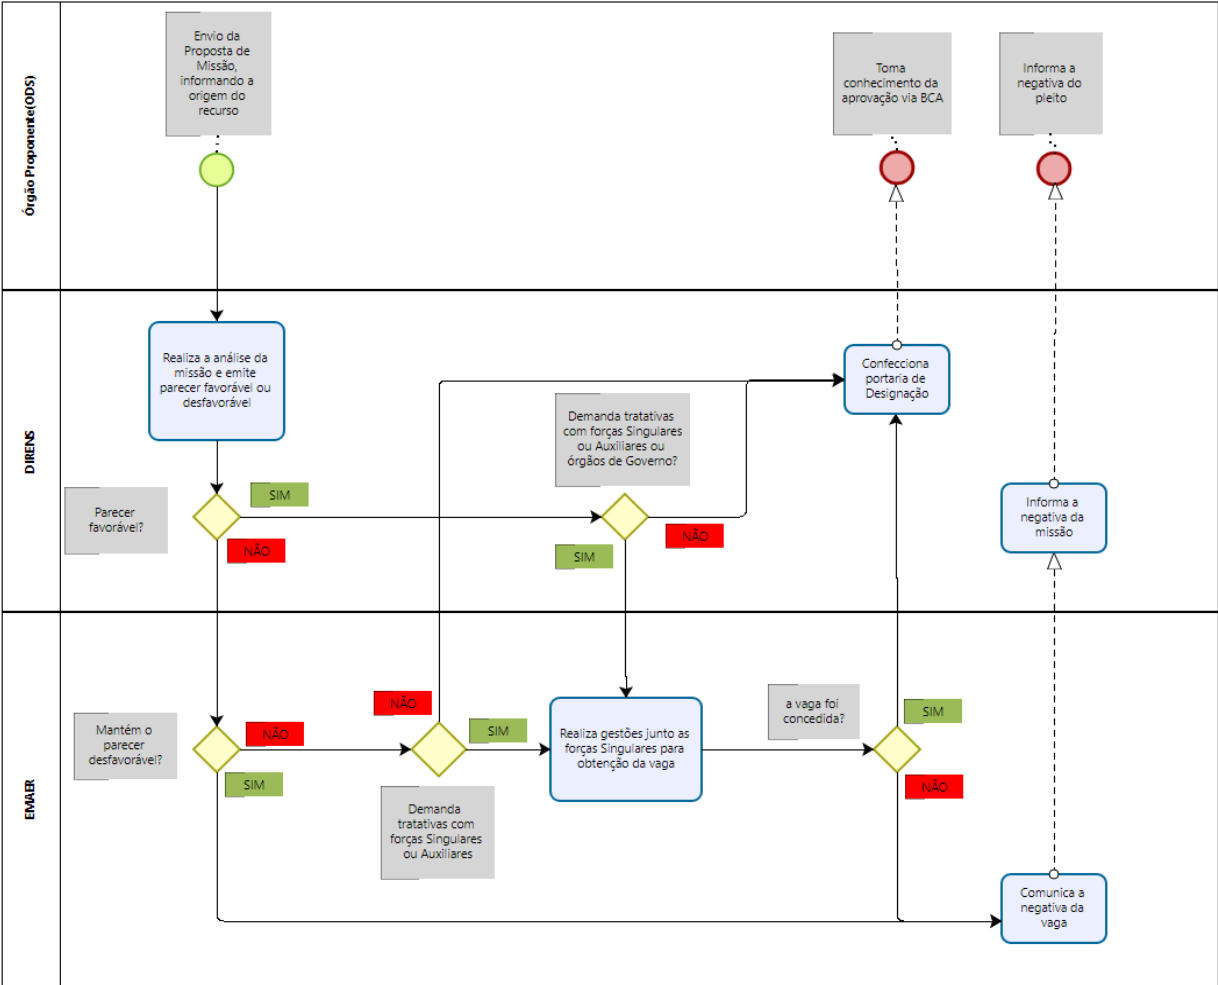 Órgão Proponente(ODS)
Envio da
Proposta de
Missão,
informando a
origem do
recurso
Toma
conhecimento da
aprovação via BCA
Informa a
negativa do
pleito
DIRENS
Realiza a análise da
missão e emite
parecer favorável ou
desfavorável
Confecciona
portaria de
Designação
Demanda tratativas
com forças Singulares
ou Auxiliares ou
órgãos de Governo?
Parecer
favorável?
SIM
NÃO
SIM
NÃO
Informa a
negativa da
missão
EMAER
Mantém o
parecer
desfavorável?
NÃO
SIM
NÃO
SIM
Demanda
tratativas com
forças Singulares
ou Auxiliares
Realiza gestões junto as
forças Singulares para
obtenção da vaga
a vaga foi
concedida?
SIM
NÃO
Comunica a
negativa da
vaga